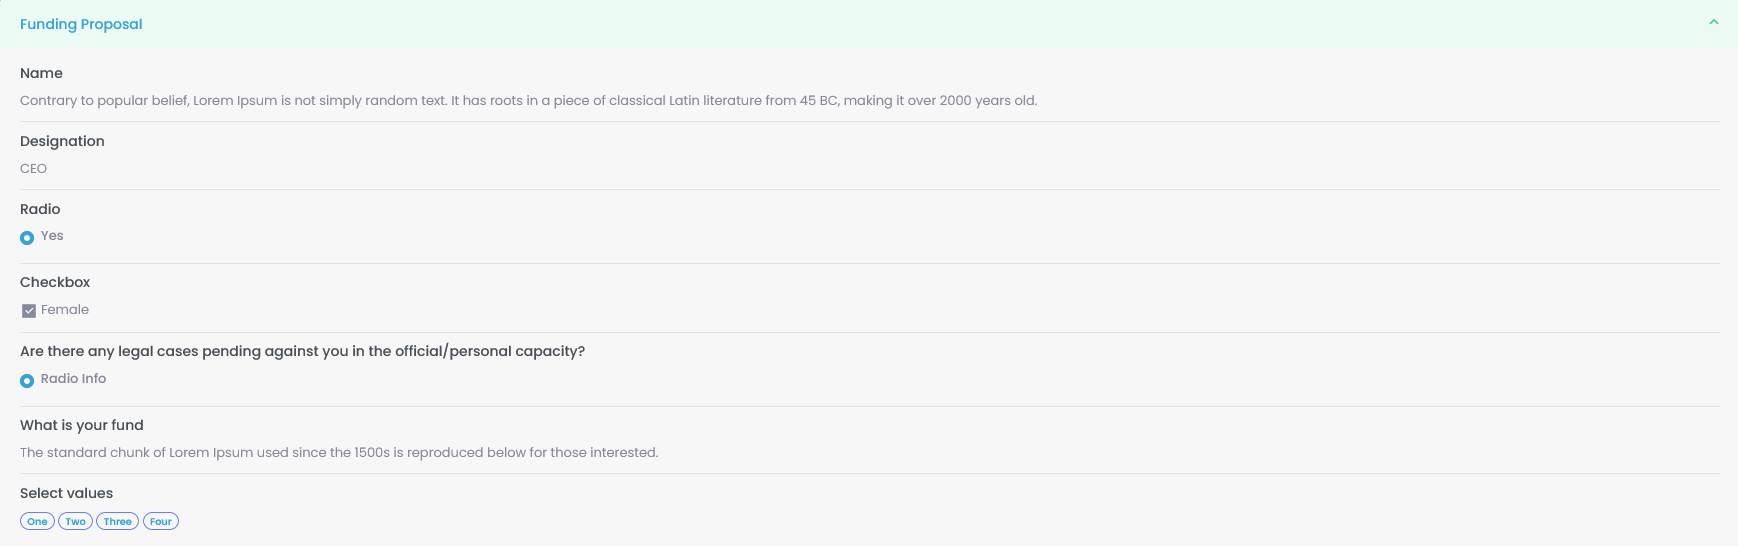 Funding Proposal
Name
Contrary to popular belief, Lorem Ipsum is not simply random text. It has roots in a piece of classical Latin literature from 45 BC, making it over 2000 years old.
Designation
CEO
Radio
Yes
Checkbox
Female
Are there any legal cases pending against you in the official/personal capacity?
Radio Info
What is your fund
The standard chunk of Lorem Ipsum used since the 1500s is reproduced below for those interested.
Select values
One Two Three Four